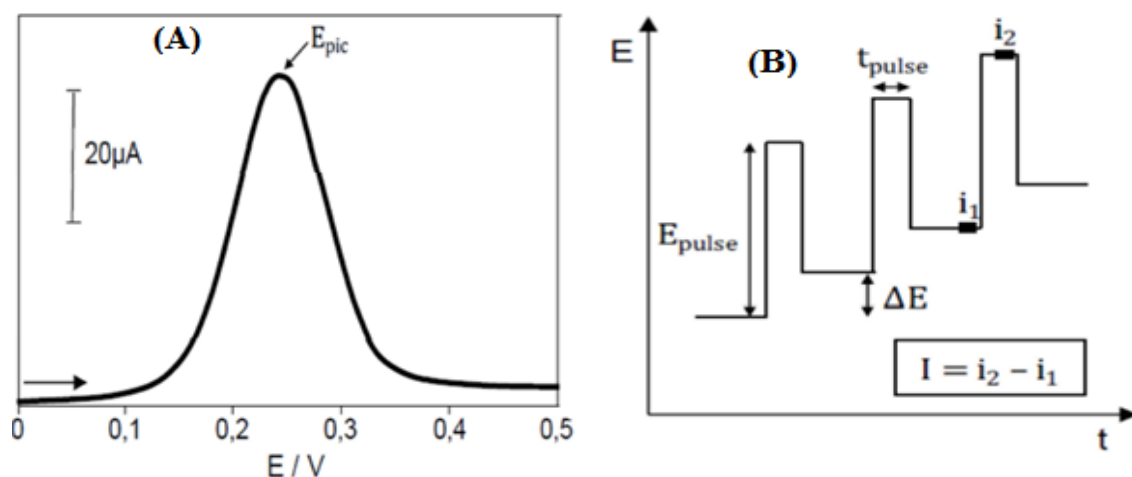 (A)
E_pic
20µA
0
0,1
0,2
0,3
0,4
0,5
E / V
E
(B)
t_pulse
i_2
i_1
E_pulse
ΔE
I = i_2 − i_1
t